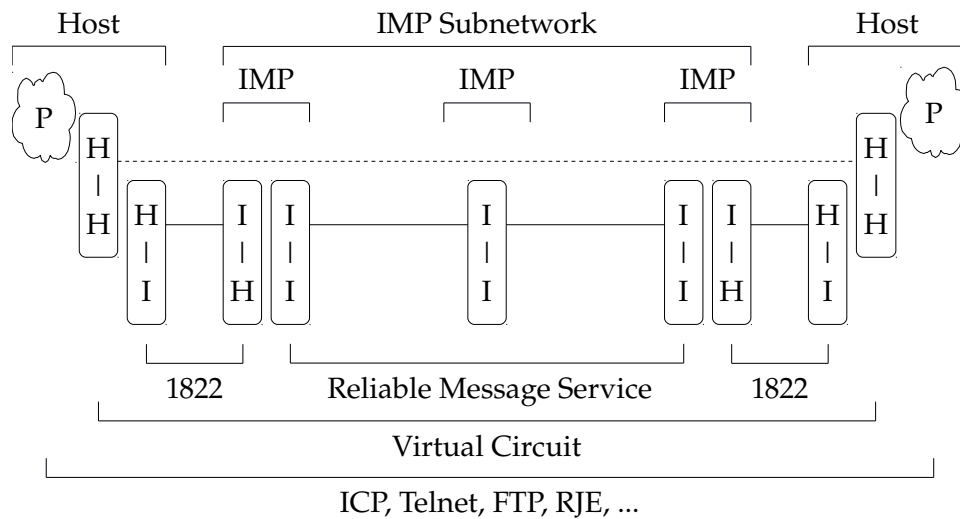 Host IMP Subnetwork Host
IMP IMP IMP
P P
H – H H – H
H – I I – H I – I I – I I – I I – H H – I
1822 Reliable Message Service 1822
Virtual Circuit
ICP, Telnet, FTP, RJE, ...